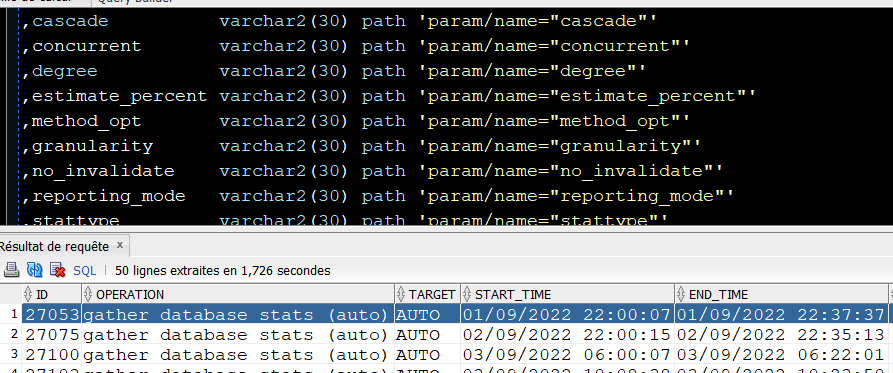 Query Builder
,cascade varchar2(30) path 'param/name="cascade"'
,concurrent varchar2(30) path 'param/name="concurrent"'
,degree varchar2(30) path 'param/name="degree"'
,estimate_percent varchar2(30) path 'param/name="estimate_percent"'
,method_opt varchar2(30) path 'param/name="method_opt"'
,granularity varchar2(30) path 'param/name="granularity"'
,no_invalidate varchar2(30) path 'param/name="no_invalidate"'
,reporting_mode varchar2(30) path 'param/name="reporting_mode"'
,stattype varchar2(30) path 'param/name="stattype"'
Résultat de requête x
SQL | 50 lignes extraites en 1,726 secondes
ID OPERATION TARGET START_TIME END_TIME
1 27053 gather database stats (auto) AUTO 01/09/2022 22:00:07 01/09/2022 22:37:37
2 27075 gather database stats (auto) AUTO 02/09/2022 22:00:15 02/09/2022 22:35:13
3 27100 gather database stats (auto) AUTO 03/09/2022 06:00:07 03/09/2022 06:22:01
gather database stats (auto) AUTO